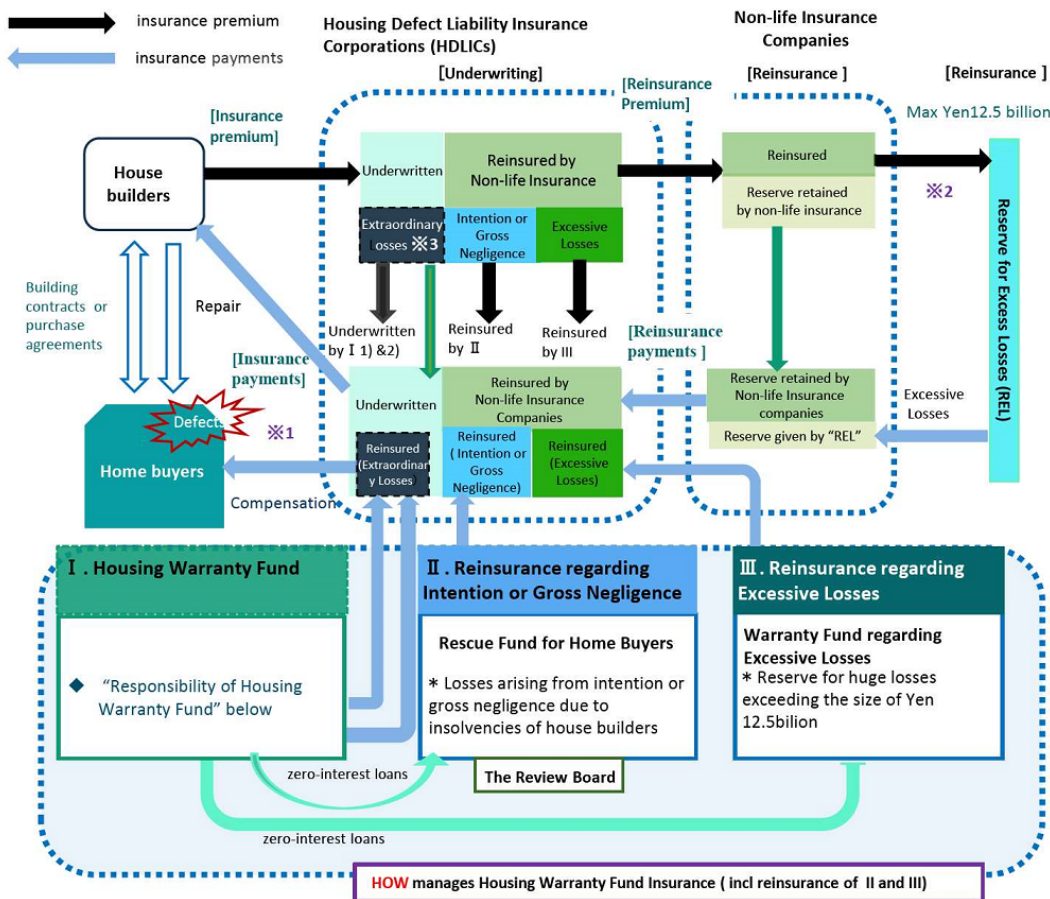 insurance premium
insurance payments
Housing Defect Liability Insurance
Corporations (HDLICs)
Non-life Insurance
Companies
[Underwriting]
[Reinsurance
Premium]
[Reinsurance ]
[Reinsurance ]
Max Yen12.5 billion
[Insurance
premium]
House
builders
Underwritten
Reinsured by
Non-life Insurance
Reinsured
Reserve retained
by non-life insurance
※2
Reserve for Excess Losses (REL)
Extraordinary
Losses ※3
Intention or
Gross
Negligence
Excessive
Losses
Building
contracts or
purchase
agreements
Repair
Underwritten
by Ⅰ 1) &2)
Reinsured
by Ⅱ
Reinsured
by III
[Reinsurance
payments ]
[Insurance
payments]
Underwritten
Reinsured by
Non-life Insurance
Companies
Reserve retained by
Non-life Insurance
companies
Reserve given by “REL”
Excessive
Losses
Defects
※1
Home buyers
Reinsured
(Extraordinar
y Losses
Reinsured
( Intention or
Gross
Negligence)
Reinsured
(Excessive
Losses)
Compensation
Ⅰ . Housing Warranty Fund
◆ “Responsibility of Housing
Warranty Fund” below
Ⅱ . Reinsurance regarding
Intention or Gross Negligence
Rescue Fund for Home Buyers
* Losses arising from intention or
gross negligence due to
insolvencies of house builders
The Review Board
Ⅲ . Reinsurance regarding
Excessive Losses
Warranty Fund regarding
Excessive Losses
* Reserve for huge losses
exceeding the size of Yen
12.5bilion
zero-interest loans
zero-interest loans
HOW manages Housing Warranty Fund Insurance ( incl reinsurance of II and III)